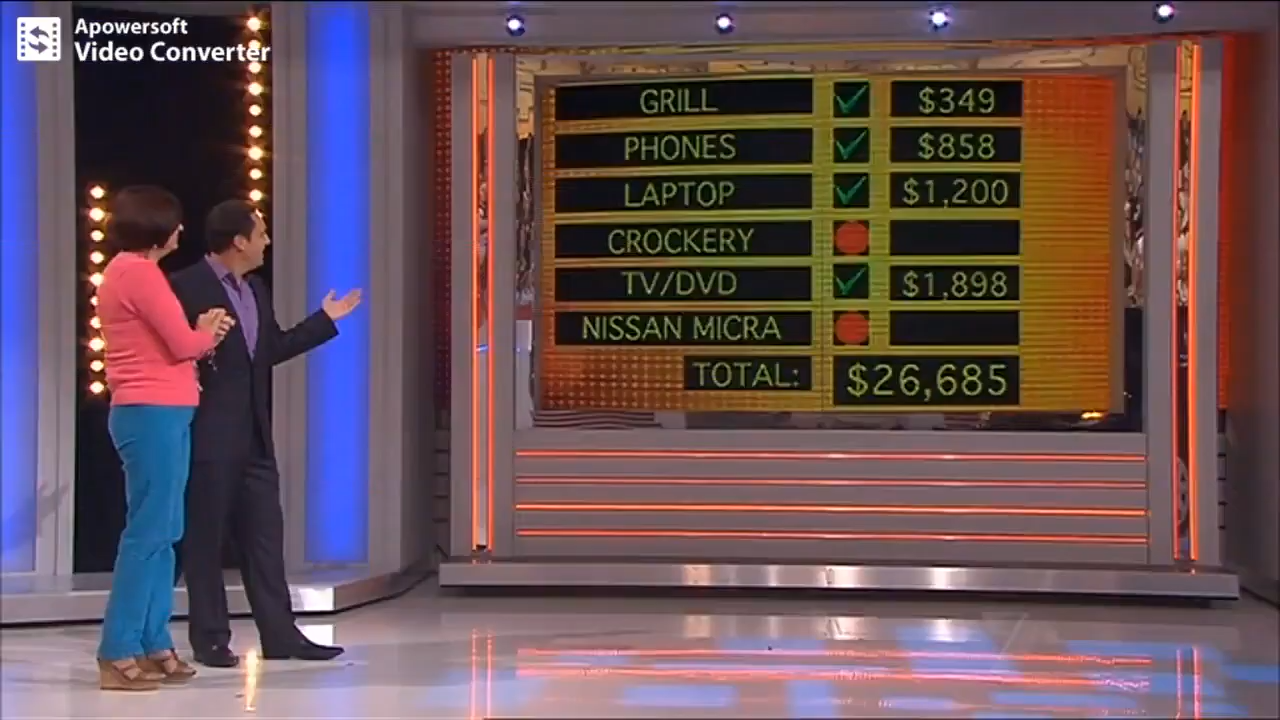 Apowersoft
Video Converter
GRILL $349
PHONES $858
LAPTOP $1,200
CROCKERY
TV/DVD $1,898
NISSAN MICRA
TOTAL: $26,685